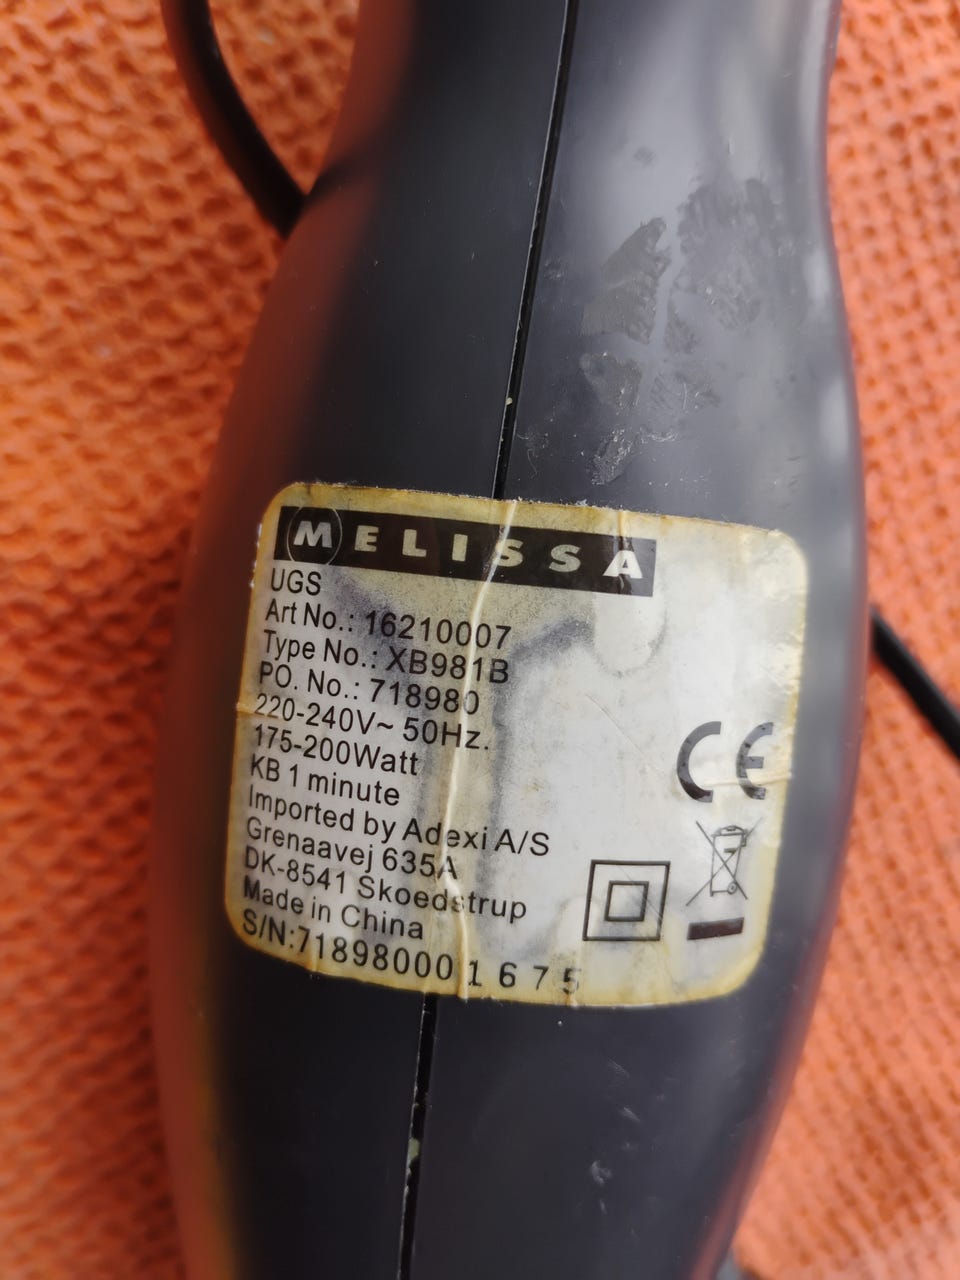 MELISSA
UGS
Art No.: 16210007
Type No.: XB981B
PO. No.: 718980
220-240V~ 50Hz.
175-200Watt
KB 1 minute
Imported by Adexi A/S
Grenaavej 635A
DK-8541 Skoedstrup
Made in China
S/N:718980001675
CE